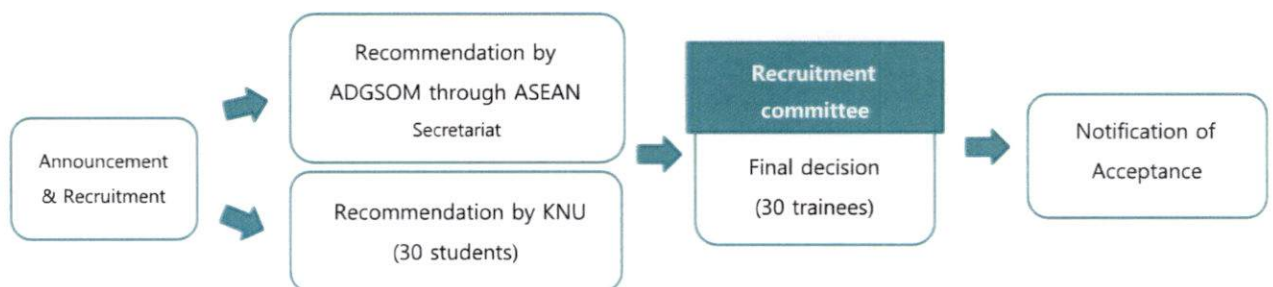 Announcement
& Recruitment
Recommendation by
ADGSOM through ASEAN
Secretariat
Recommendation by KNU
(30 students)
Recruitment
committee
Final decision
(30 trainees)
Notification of
Acceptance